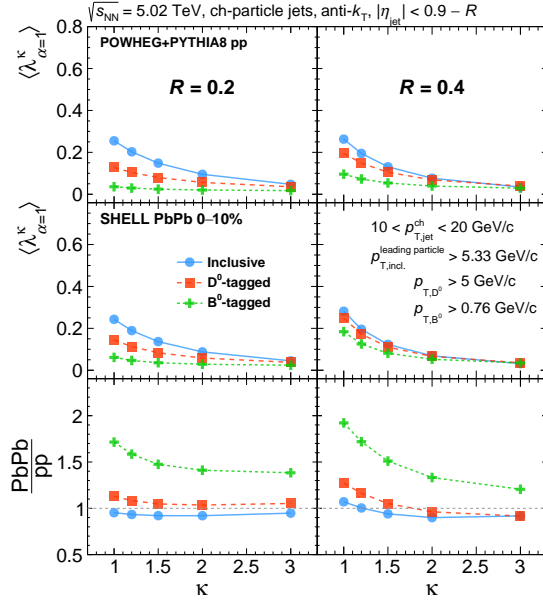 √s_NN = 5.02 TeV, ch-particle jets, anti-k_T, |η_jet| < 0.9 − R
⟨λ^κ_α=1⟩
0.8
0.6
0.4
0.2
0
POWHEG+PYTHIA8 pp
R = 0.2
R = 0.4
⟨λ^κ_α=1⟩
0.6
0.4
0.2
0
SHELL PbPb 0–10%
Inclusive
D⁰-tagged
B⁰-tagged
10 < p^ch_T,jet < 20 GeV/c
p^leading particle_T,incl. > 5.33 GeV/c
p_T,D⁰ > 5 GeV/c
p_T,B⁰ > 0.76 GeV/c
PbPb
pp
2
1.5
1
0.5
1 1.5 2 2.5 3
1 1.5 2 2.5 3
κ
κ